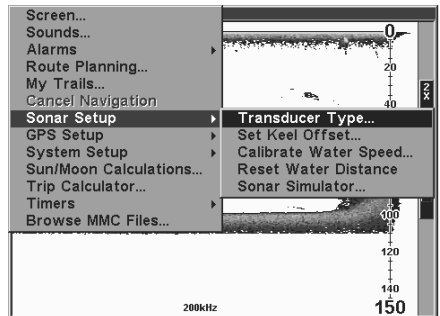 Screen...
Sounds...
Alarms
Route Planning...
My Trails...
Cancel Navigation
Sonar Setup
GPS Setup
System Setup
Sun/Moon Calculations...
Trip Calculator...
Timers
Browse MMC Files...
Transducer Type...
Set Keel Offset...
Calibrate Water Speed...
Reset Water Distance
Sonar Simulator...
0
20
2X
40
100
120
140
150
200kHz